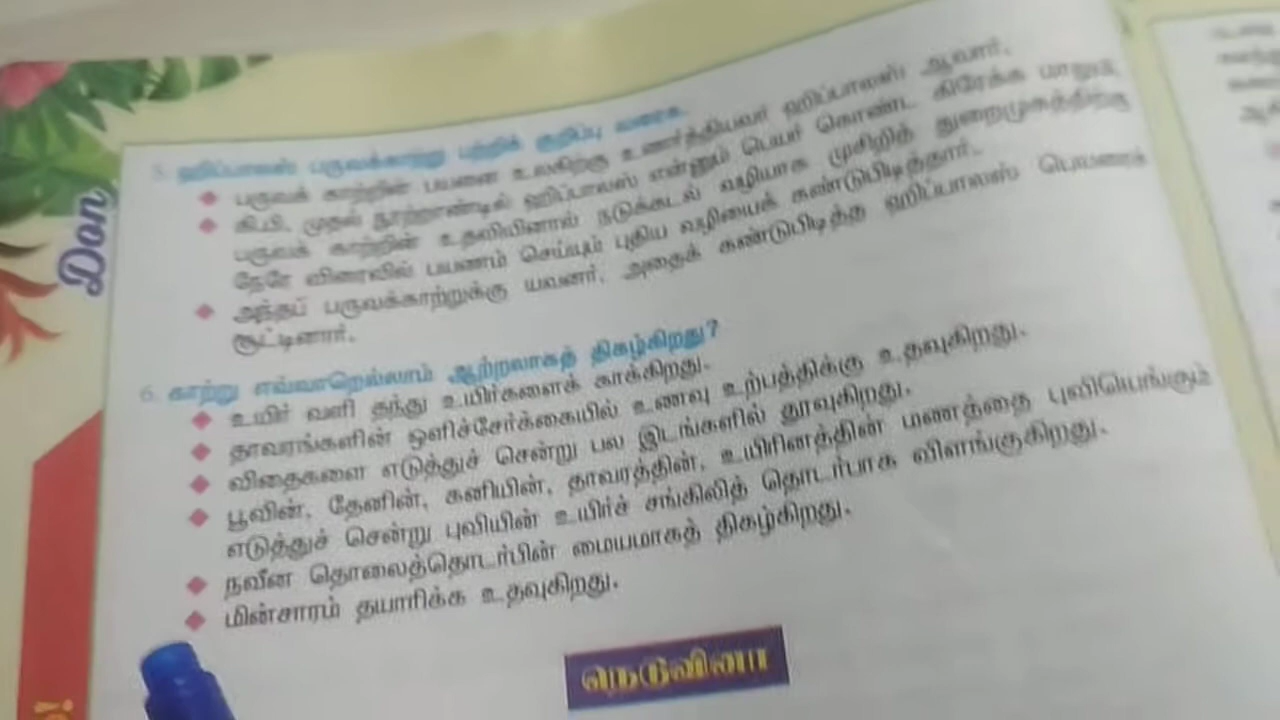 Don
5. ஹிப்பாலஸ் பருவக்காற்று பற்றிக் குறிப்பு வரைக.
பருவக் காற்றின் பயனை உலகிற்கு உணர்த்தியவர் ஹிப்பாலஸ் ஆவார்.
கி.பி. முதல் நூற்றாண்டில் ஹிப்பாலஸ் என்னும் பெயர் கொண்ட கிரேக்க மாலுமி,
பருவக் காற்றின் உதவியினால் நடுக்கடல் வழியாக முசிறித் துறைமுகத்திற்கு
நேரே விரைவில் பயணம் செய்யும் புதிய வழியைக் கண்டுபிடித்தார்.
அந்தப் பருவக்காற்றுக்கு யவனர், அதைக் கண்டுபிடித்த ஹிப்பாலஸ் பெயரைச்
சூட்டினார்.
6. காற்று எவ்வாறெல்லாம் ஆற்றலாகத் திகழ்கிறது?
உயிர் வளி தந்து உயிர்களைக் காக்கிறது.
தாவரங்களின் ஒளிச்சேர்க்கையில் உணவு உற்பத்திக்கு உதவுகிறது.
விதைகளை எடுத்துச் சென்று பல இடங்களில் தூவுகிறது.
பூவின், தேனின், கனியின், தாவரத்தின், உயிரினத்தின் மணத்தை புவியெங்கும்
எடுத்துச் சென்று புவியின் உயிர்ச் சங்கிலித் தொடர்பாக விளங்குகிறது.
நவீன தொலைத்தொடர்பின் மையமாகத் திகழ்கிறது.
மின்சாரம் தயாரிக்க உதவுகிறது.
நெடுவினா